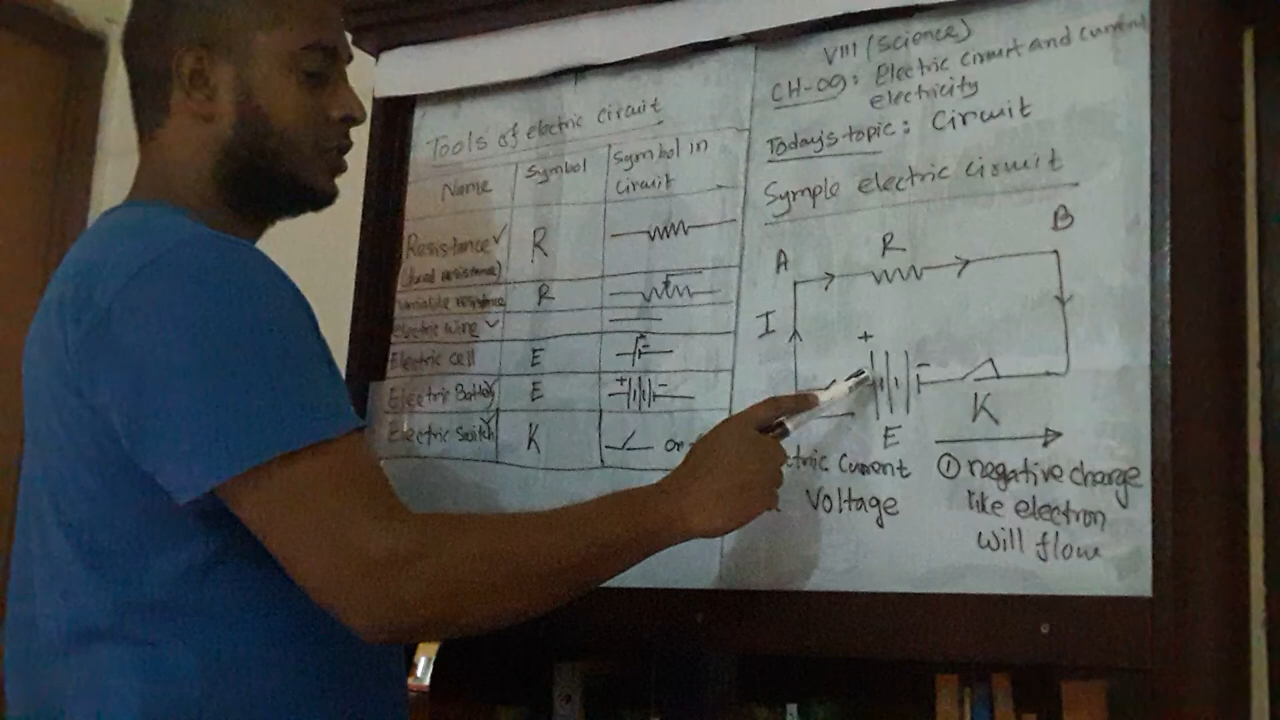 Tools of electric circuit
Name Symbol Symbol in
circuit
Resistance ✓ R
(fixed resistance)
variable resistance R
electric wire ✓
Electric cell E
+ -
Electric Battery ✓ E
+ -
Electric Switch ✓ K or
VIII (Science)
CH-09: Electric circuit and current
electricity
Today's topic: Circuit
Symple electric circuit
A R B
I
+ -
E K
Current
Voltage
① negative charge
like electron
will flow